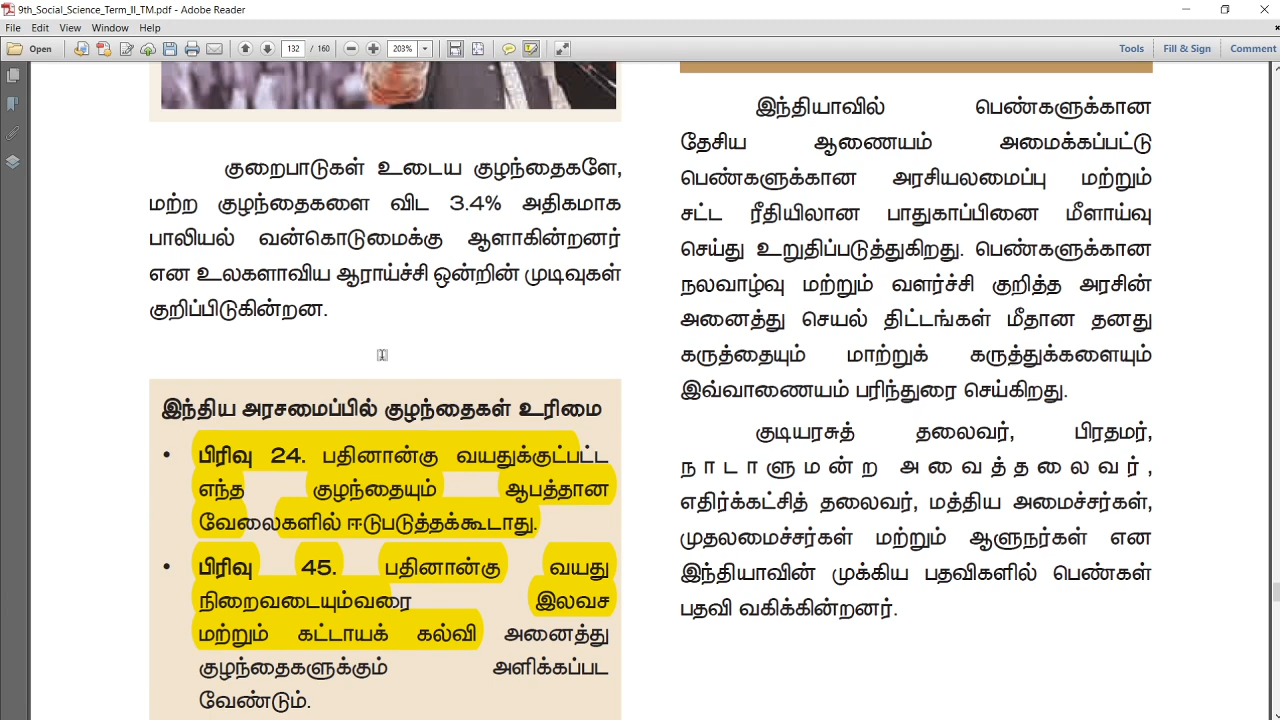 9th_Social_Science_Term_II_TM.pdf - Adobe Reader
File Edit View Window Help
Open 132 / 160 203% Tools Fill & Sign Comment
குறைபாடுகள் உடைய குழந்தைகளே,
மற்ற குழந்தைகளை விட 3.4% அதிகமாக
பாலியல் வன்கொடுமைக்கு ஆளாகின்றனர்
என உலகளாவிய ஆராய்ச்சி ஒன்றின் முடிவுகள்
குறிப்பிடுகின்றன.
இந்திய அரசமைப்பில் குழந்தைகள் உரிமை
• பிரிவு 24. பதினான்கு வயதுக்குட்பட்ட
எந்த குழந்தையும் ஆபத்தான
வேலைகளில் ஈடுபடுத்தக்கூடாது.
• பிரிவு 45. பதினான்கு வயது
நிறைவடையும்வரை இலவச
மற்றும் கட்டாயக் கல்வி அனைத்து
குழந்தைகளுக்கும் அளிக்கப்பட
வேண்டும்.
இந்தியாவில் பெண்களுக்கான
தேசிய ஆணையம் அமைக்கப்பட்டு
பெண்களுக்கான அரசியலமைப்பு மற்றும்
சட்ட ரீதியிலான பாதுகாப்பினை மீளாய்வு
செய்து உறுதிப்படுத்துகிறது. பெண்களுக்கான
நலவாழ்வு மற்றும் வளர்ச்சி குறித்த அரசின்
அனைத்து செயல் திட்டங்கள் மீதான தனது
கருத்தையும் மாற்றுக் கருத்துக்களையும்
இவ்வாணையம் பரிந்துரை செய்கிறது.
குடியரசுத் தலைவர், பிரதமர்,
நாடாளுமன்ற அவைத்தலைவர்,
எதிர்க்கட்சித் தலைவர், மத்திய அமைச்சர்கள்,
முதலமைச்சர்கள் மற்றும் ஆளுநர்கள் என
இந்தியாவின் முக்கிய பதவிகளில் பெண்கள்
பதவி வகிக்கின்றனர்.